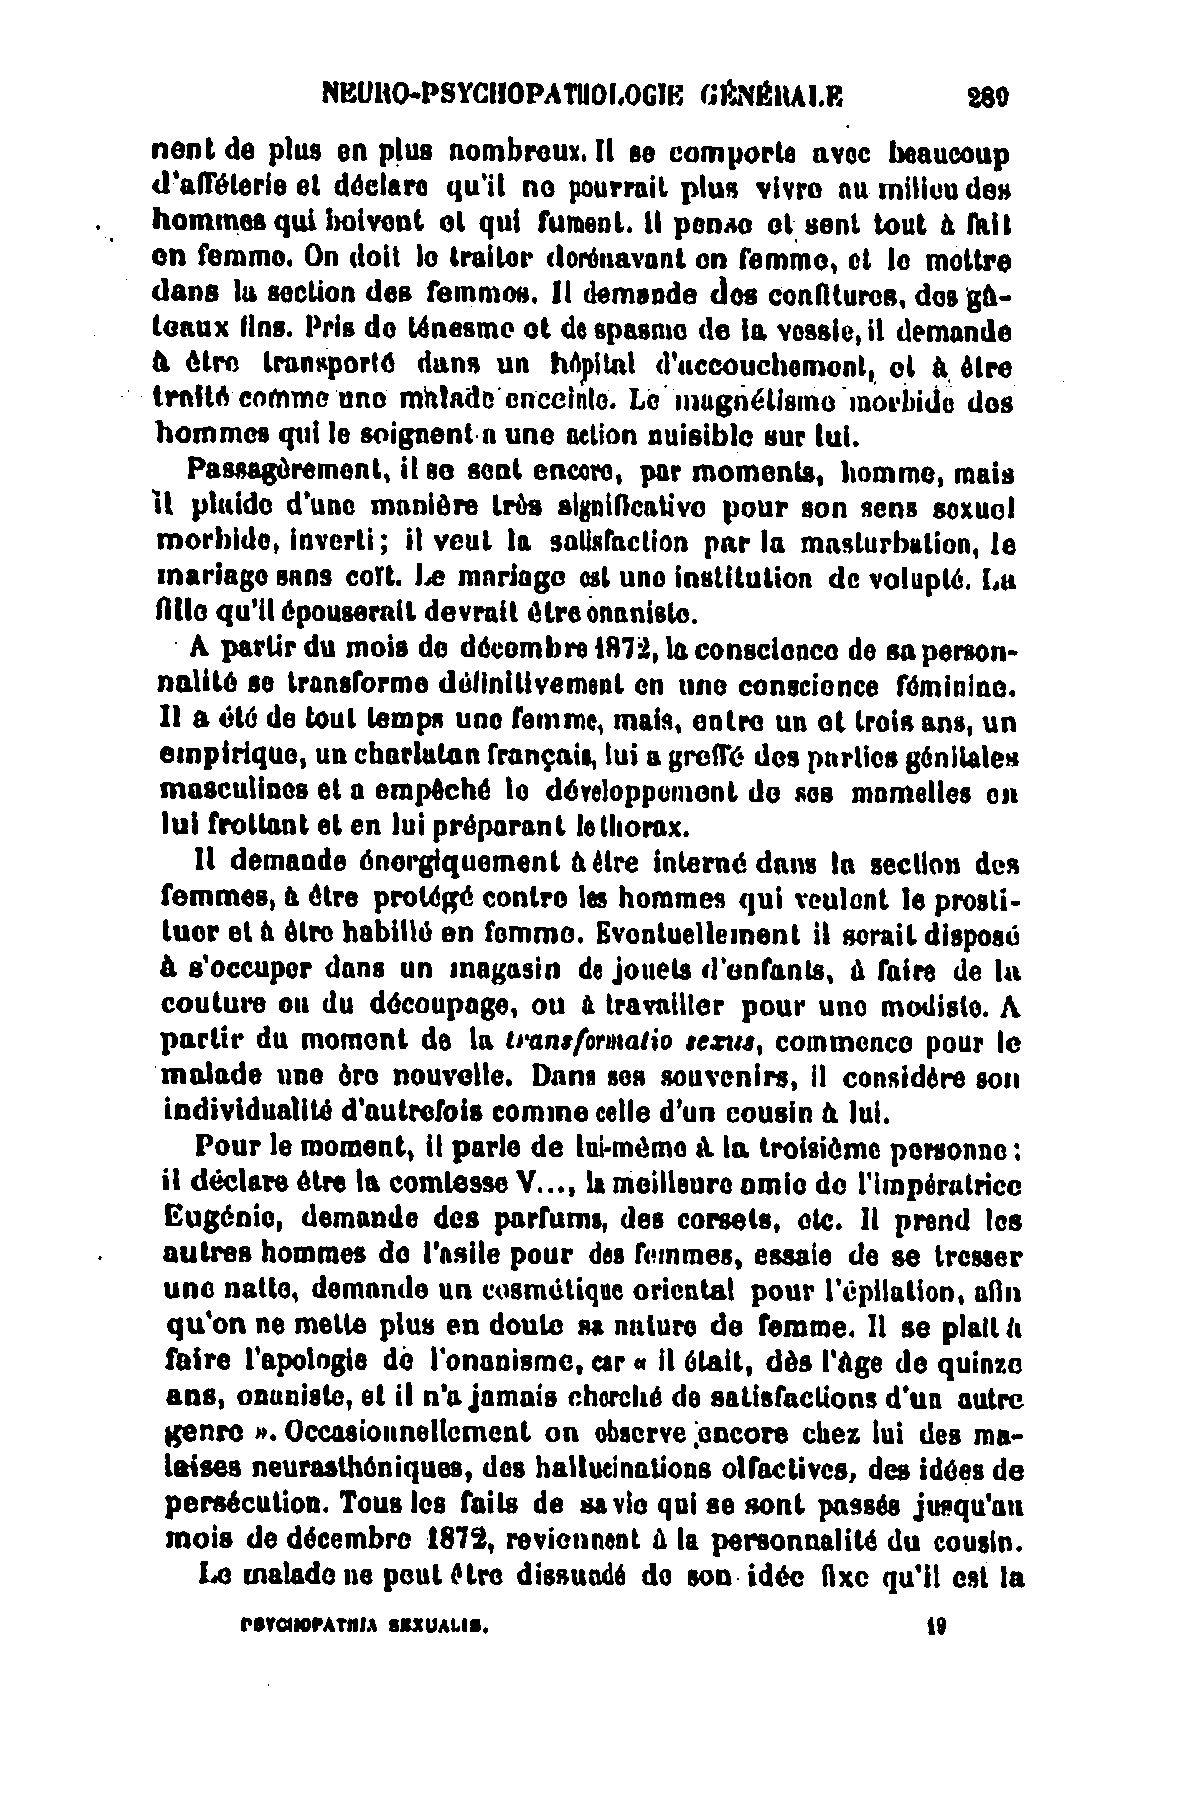 NEURO-PSYCHOPATHOLOGIE GÉNÉRALE 289
nent de plus en plus nombreux. Il se comporte avec beaucoup
d'afféterie et déclare qu'il ne pourrait plus vivre au milieu des
hommes qui boivent et qui fument. Il pense et sent tout à fait
en femme. On doit le traiter dorénavant en femme, et le mettre
dans la section des femmes. Il demande des confitures, des gâ-
teaux fins. Pris de ténesme et de spasme de la vessie, il demande
à être transporté dans un hôpital d'accouchement, et à être
traité comme une malade enceinte. Le magnétisme morbide des
hommes qui le soignent a une action nuisible sur lui.
Passagèrement, il se sent encore, par moments, homme, mais
il plaide d'une manière très significative pour son sens sexuel
morbide, inverti ; il veut la satisfaction par la masturbation, le
mariage sans coït. Le mariage est une institution de volupté. La
fille qu'il épouserait devrait être onaniste.
A partir du mois de décembre 1872, la conscience de sa person-
nalité se transforme définitivement en une conscience féminine.
Il a été de tout temps une femme, mais, entre un et trois ans, un
empirique, un charlatan français, lui a greffé des parties génitales
masculines et a empêché le développement de ses mamelles en
lui frottant et en lui préparant le thorax.
Il demande énergiquement à être interné dans la section des
femmes, à être protégé contre les hommes qui veulent le prosti-
tuer et à être habillé en femme. Eventuellement il serait disposé
à s'occuper dans un magasin de jouets d'enfants, à faire de la
couture ou du découpage, ou à travailler pour une modiste. A
partir du moment de la transformatio sexus, commence pour le
malade une ère nouvelle. Dans ses souvenirs, il considère son
individualité d'autrefois comme celle d'un cousin à lui.
Pour le moment, il parle de lui-même à la troisième personne ;
il déclare être la comtesse V..., la meilleure amie de l'impératrice
Eugénie, demande des parfums, des corsets, etc. Il prend les
autres hommes de l'asile pour des femmes, essaie de se tresser
une natte, demande un cosmétique oriental pour l'épilation, afin
qu'on ne mette plus en doute sa nature de femme. Il se plaît à
faire l'apologie de l'onanisme, car « il était, dès l'âge de quinze
ans, onaniste, et il n'a jamais cherché de satisfactions d'un autre
genre ». Occasionnellement on observe encore chez lui des ma-
laises neurasthéniques, des hallucinations olfactives, des idées de
persécution. Tous les faits de sa vie qui se sont passés jusqu'au
mois de décembre 1872, reviennent à la personnalité du cousin.
Le malade ne peut être dissuadé de son idée fixe qu'il est la
PSYCHOPATHIA SEXUALIS. 19